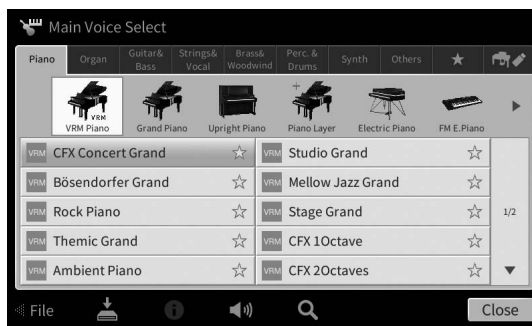 Main Voice Select
Piano
Organ
Guitar&
Bass
Strings&
Vocal
Brass&
Woodwind
Perc. &
Drums
Synth
Others
VRM
VRM Piano
Grand Piano
Upright Piano
Piano Layer
Electric Piano
FM E.Piano
VRM CFX Concert Grand
VRM Studio Grand
VRM Bösendorfer Grand
VRM Mellow Jazz Grand
VRM Rock Piano
VRM Stage Grand
1/2
VRM Themic Grand
VRM CFX 1Octave
VRM Ambient Piano
VRM CFX 2Octaves
File
Close